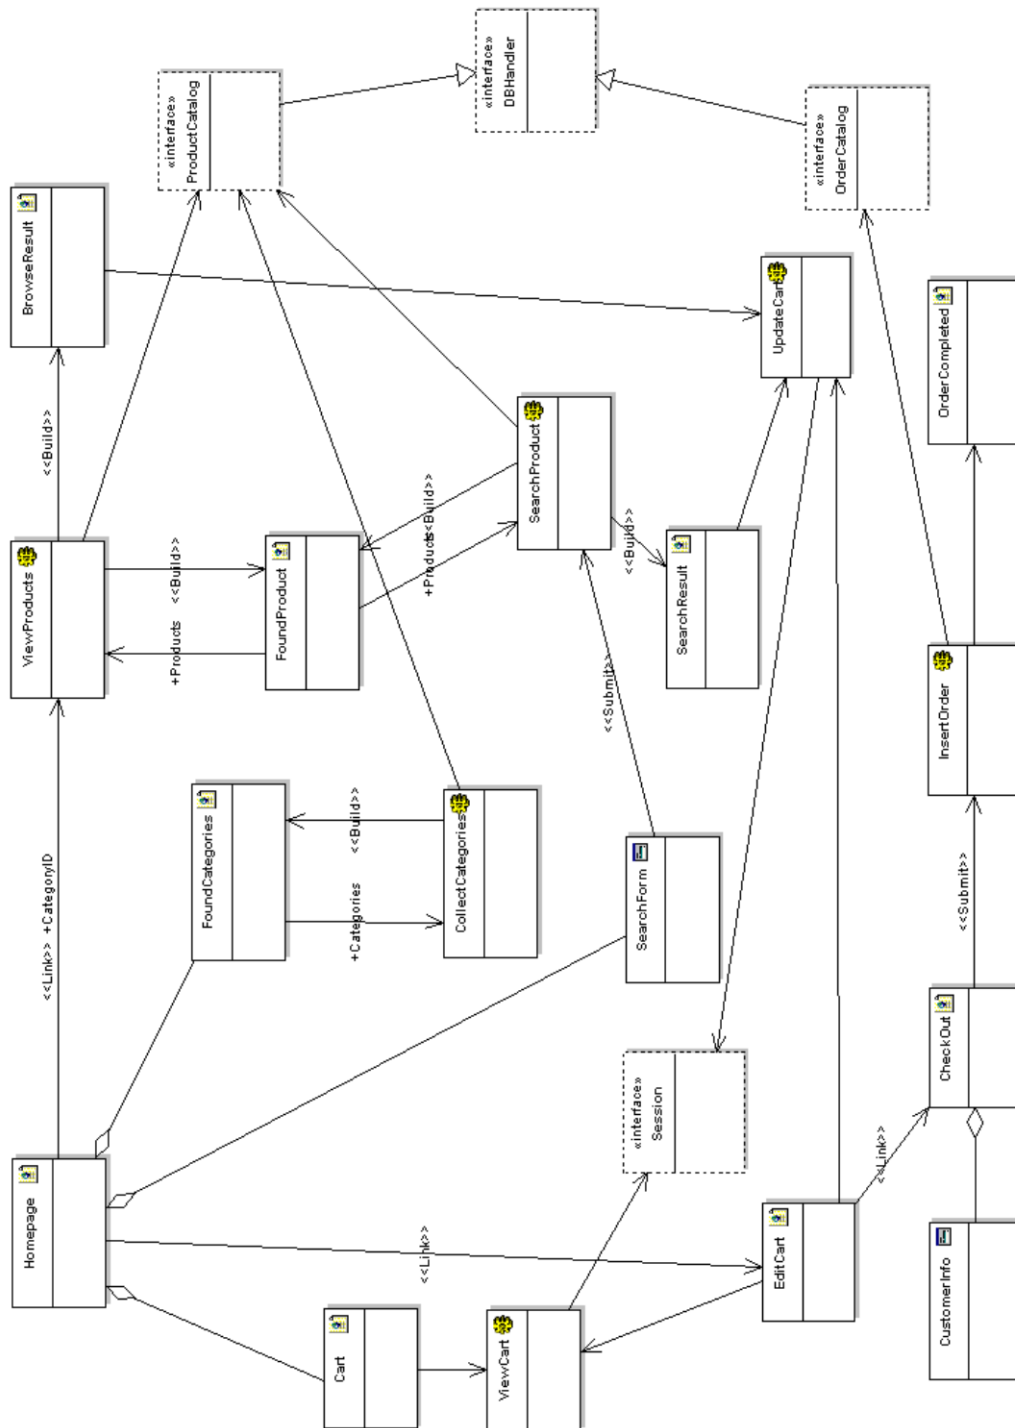 Homepage
<<Link>> +CategoryID
ViewProducts
<<Build>>
BrowseResult
+Products
<<Build>>
FoundCategories
FoundProduct
«interface»
ProductCatalog
+Categories
<<Build>>
Cart
CollectCategories
+Products
<<Build>>
«interface»
DBHandler
<<Link>>
ViewCart
SearchProduct
<<Submit>>
<<Build>>
«interface»
Session
SearchForm
SearchResult
EditCart
UpdateCart
«interface»
OrderCatalog
<<Link>>
CustomerInfo
CheckOut
<<Submit>>
InsertOrder
OrderCompleted